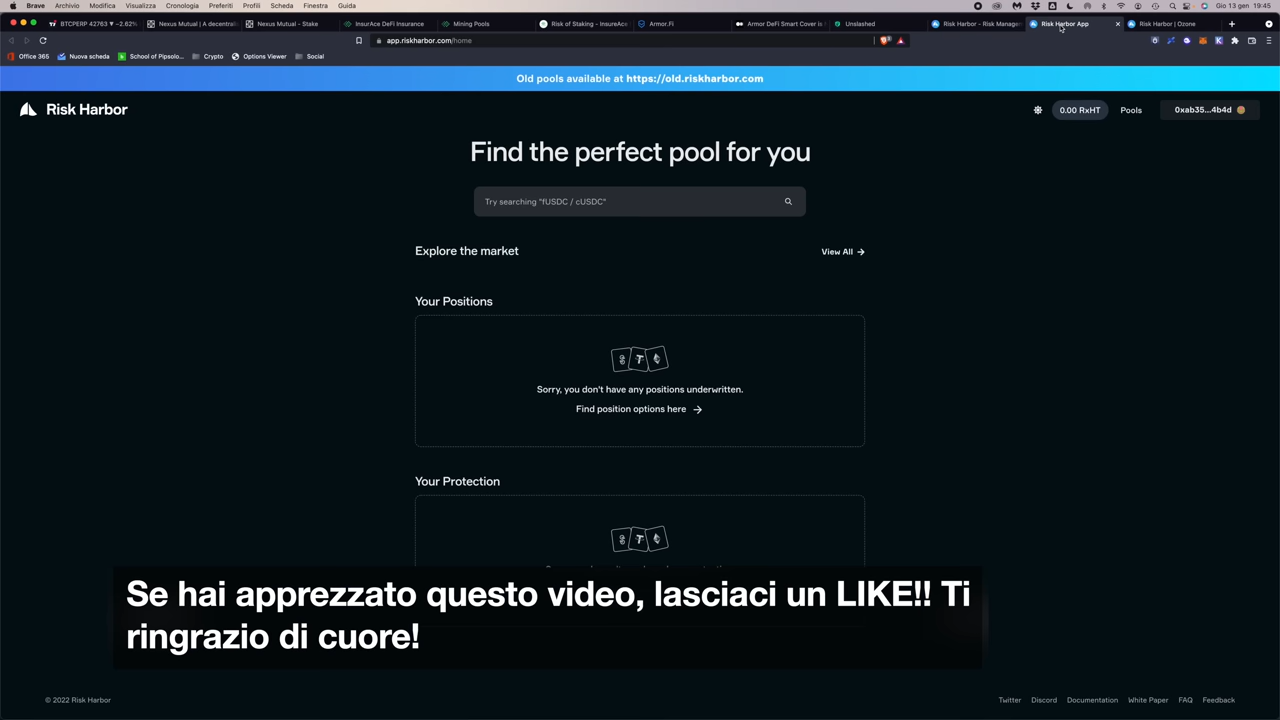 Brave Archivio Modifica Visualizza Cronologia Preferiti Profili Scheda Finestra Guida
Gio 13 gen 19:45
BTCPERP 42763 ▼ −2.62%
Nexus Mutual | A decentrali
Nexus Mutual - Stake
InsurAce DeFi Insurance
Mining Pools
Risk of Staking - InsureAce
Armor.Fi
Armor DeFi Smart Cover is
Unslashed
Risk Harbor - Risk Managem
Risk Harbor App
Risk Harbor | Ozone
app.riskharbor.com/home
Office 365
Nuova scheda
School of Pipsolo...
Crypto
Options Viewer
Social
Old pools available at https://old.riskharbor.com
Risk Harbor
0.00 RxHT
Pools
0xab35...4b4d
Find the perfect pool for you
Try searching "fUSDC / cUSDC"
Explore the market
View All →
Your Positions
Sorry, you don't have any positions underwritten.
Find position options here →
Your Protection
Se hai apprezzato questo video, lasciaci un LIKE!! Ti
ringrazio di cuore!
© 2022 Risk Harbor
Twitter Discord Documentation White Paper FAQ Feedback